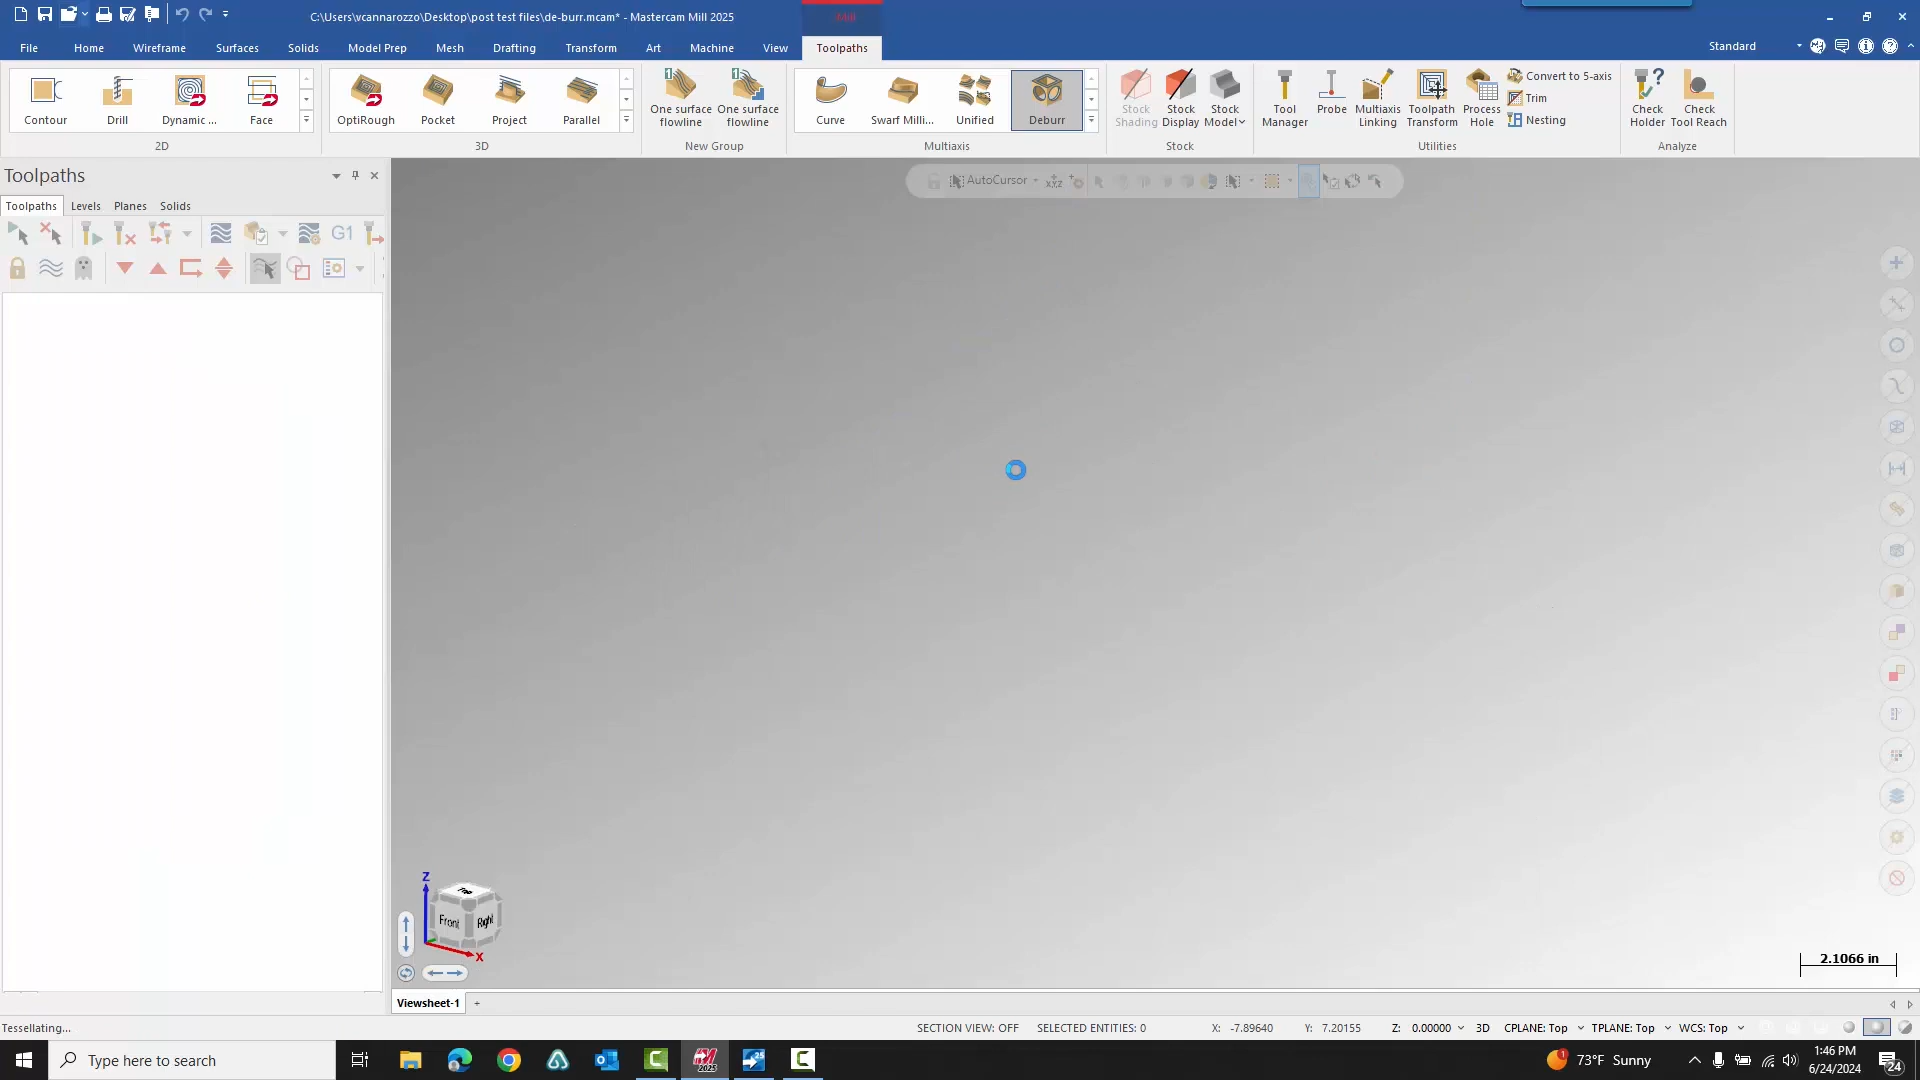 C:\Users\vcannarozzo\Desktop\post test files\de-burr.mcam* - Mastercam Mill 2025
Mill
File Home Wireframe Surfaces Solids Model Prep Mesh Drafting Transform Art Machine View Toolpaths
Standard
Contour Drill Dynamic ... Face
2D
OptiRough Pocket Project Parallel
3D
One surface flowline One surface flowline
New Group
Curve Swarf Milli... Unified Deburr
Multiaxis
Stock Shading Stock Display Stock Model
Stock
Tool Manager Probe Multiaxis Linking Toolpath Transform Process Hole
Convert to 5-axis
Trim
Nesting
Utilities
Check Holder Check Tool Reach
Analyze
Toolpaths
Toolpaths Levels Planes Solids
G1
AutoCursor
Top
Front Right
Z
X
2.1066 in
Viewsheet-1 +
Tessellating...
SECTION VIEW: OFF SELECTED ENTITIES: 0 X: -7.89640 Y: 7.20155 Z: 0.00000 3D CPLANE: Top TPLANE: Top WCS: Top
Type here to search
73°F Sunny
1:46 PM
6/24/2024
24